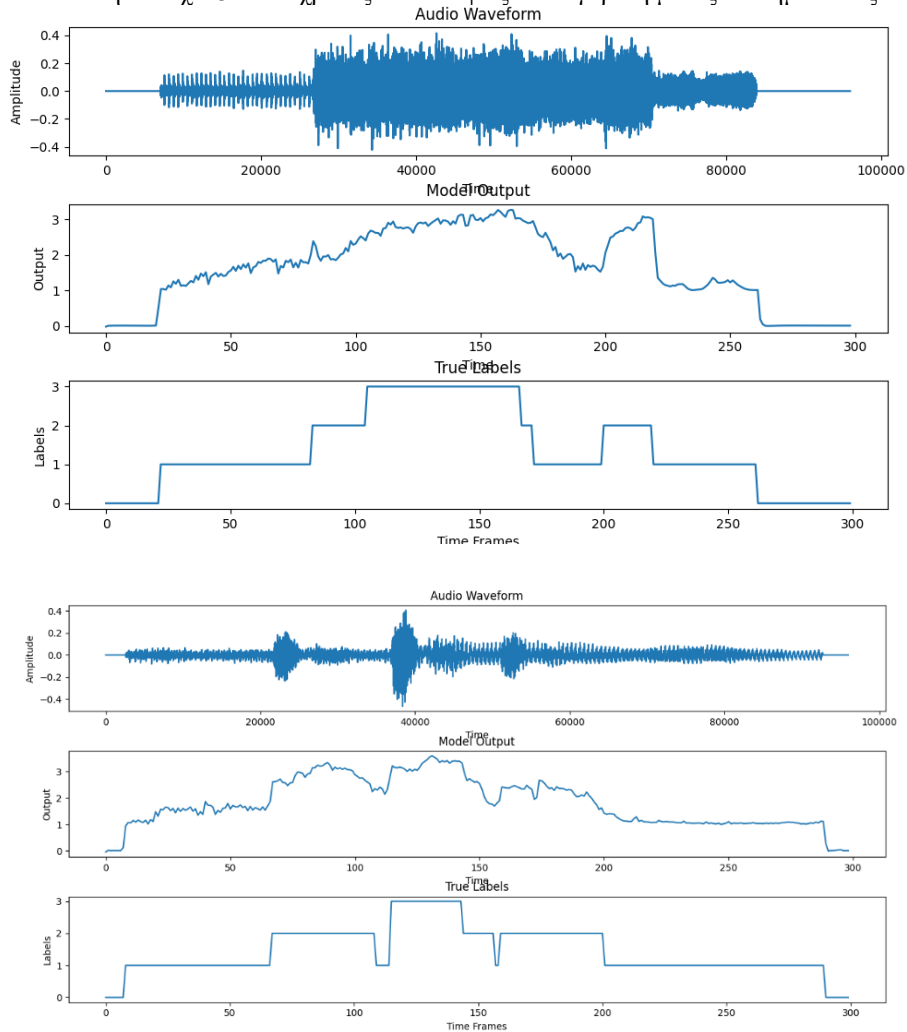 Audio Waveform
0.4
0.2
0.0
−0.2
−0.4
Amplitude
0 20000 40000 60000 80000 100000
Time
Model Output
3
2
1
0
Output
0 50 100 150 200 250 300
Time
True Labels
3
2
1
0
Labels
0 50 100 150 200 250 300
Time Frames
Audio Waveform
0.4
0.2
0.0
−0.2
−0.4
Amplitude
0 20000 40000 60000 80000 100000
Time
Model Output
3
2
1
0
Output
0 50 100 150 200 250 300
Time
True Labels
3
2
1
0
Labels
0 50 100 150 200 250 300
Time Frames